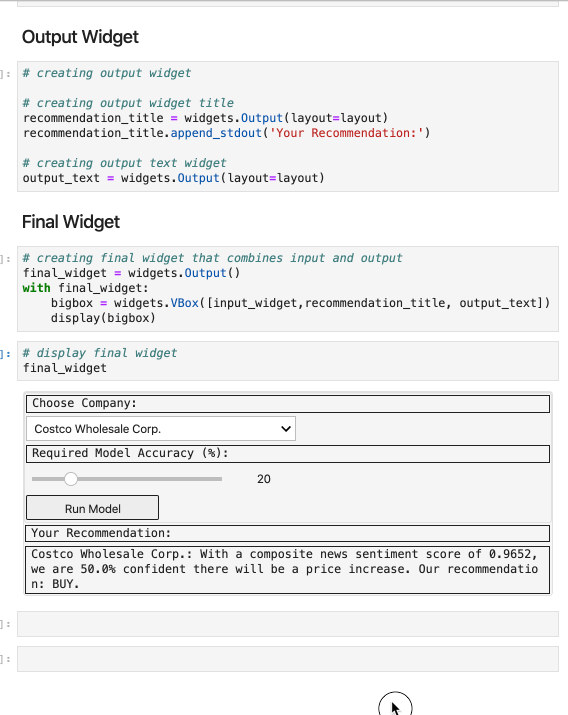 Output Widget
]: # creating output widget
# creating output widget title
recommendation_title = widgets.Output(layout=layout)
recommendation_title.append_stdout('Your Recommendation:')
# creating output text widget
output_text = widgets.Output(layout=layout)
Final Widget
]: # creating final widget that combines input and output
final_widget = widgets.Output()
with final_widget:
    bigbox = widgets.VBox([input_widget,recommendation_title, output_text])
    display(bigbox)
]: # display final widget
final_widget
Choose Company:
Costco Wholesale Corp.
Required Model Accuracy (%):
20
Run Model
Your Recommendation:
Costco Wholesale Corp.: With a composite news sentiment score of 0.9652,
we are 50.0% confident there will be a price increase. Our recommendatio
n: BUY.
]:
]: